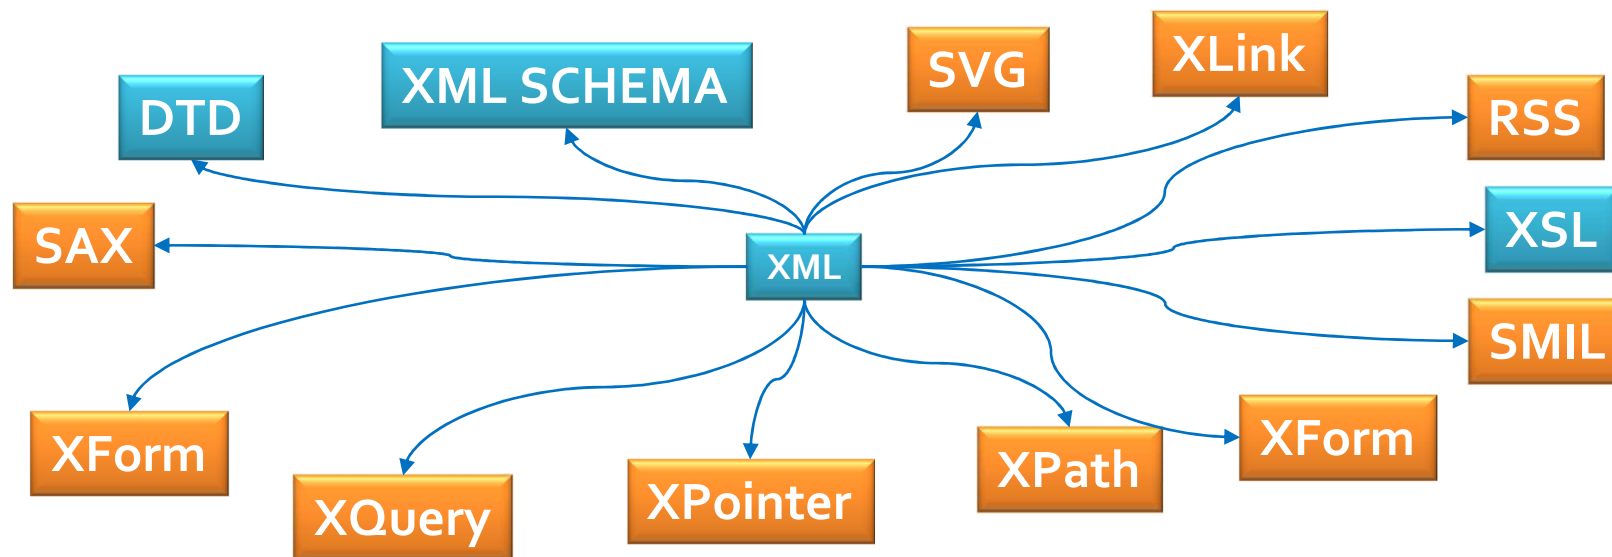 XLink
SVG
XML SCHEMA
DTD
RSS
SAX
XSL
XML
SMIL
XForm
XForm
XPath
XPointer
XQuery